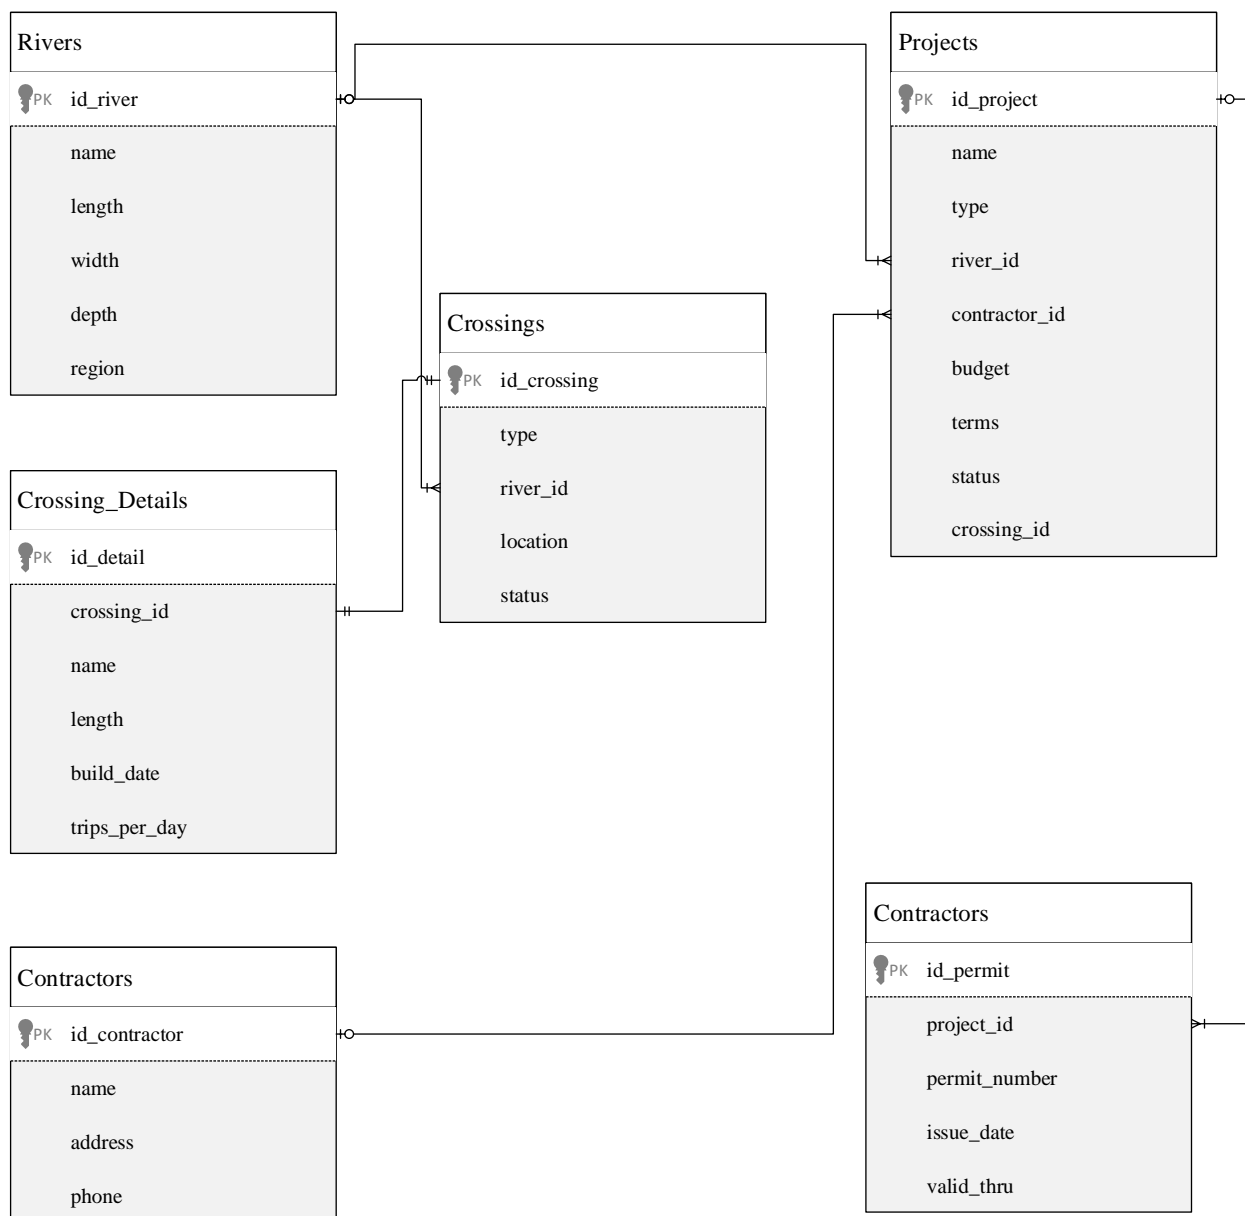 Rivers
PK id_river
name
length
width
depth
region
Projects
PK id_project
name
type
river_id
contractor_id
budget
terms
status
crossing_id
Crossings
PK id_crossing
type
river_id
location
status
Crossing_Details
PK id_detail
crossing_id
name
length
build_date
trips_per_day
Contractors
PK id_contractor
name
address
phone
Contractors
PK id_permit
project_id
permit_number
issue_date
valid_thru